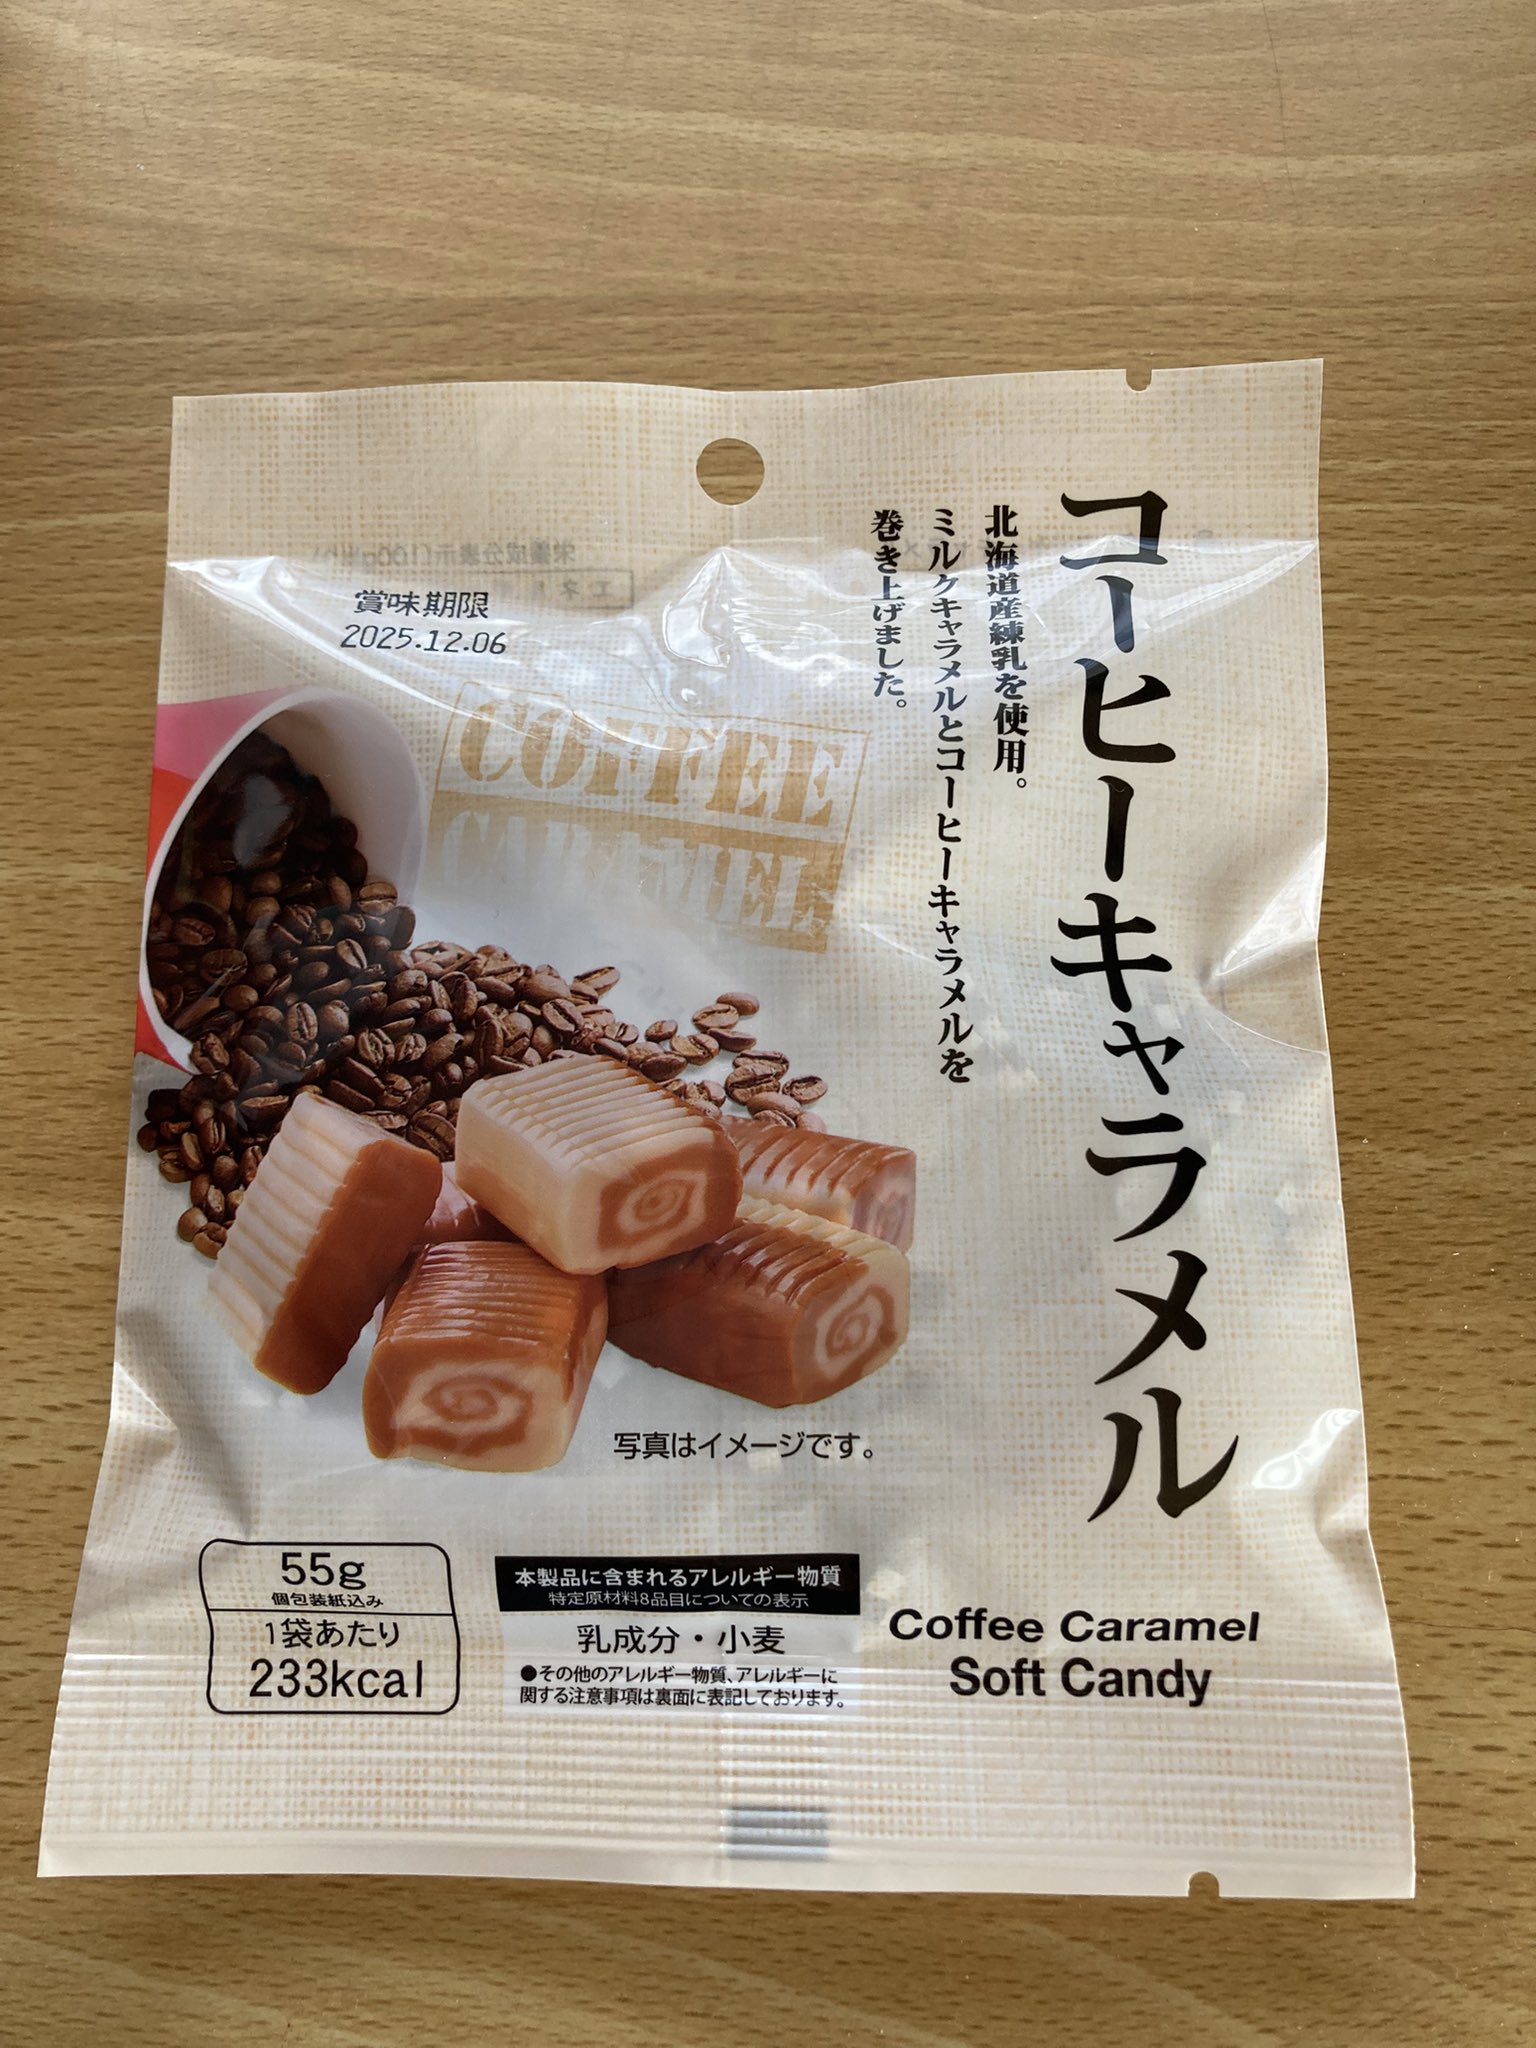 コーヒーキャラメル
北海道産練乳を使用。
ミルクキャラメルとコーヒーキャラメルを
巻き上げました。
賞味期限
2025.12.06
COFFEE
CARAMEL
写真はイメージです。
55g
個包装紙込み
1袋あたり
233kcal
本製品に含まれるアレルギー物質
特定原材料8品目についての表示
乳成分・小麦
●その他のアレルギー物質、アレルギーに
関する注意事項は裏面に表記しております。
Coffee Caramel
Soft Candy